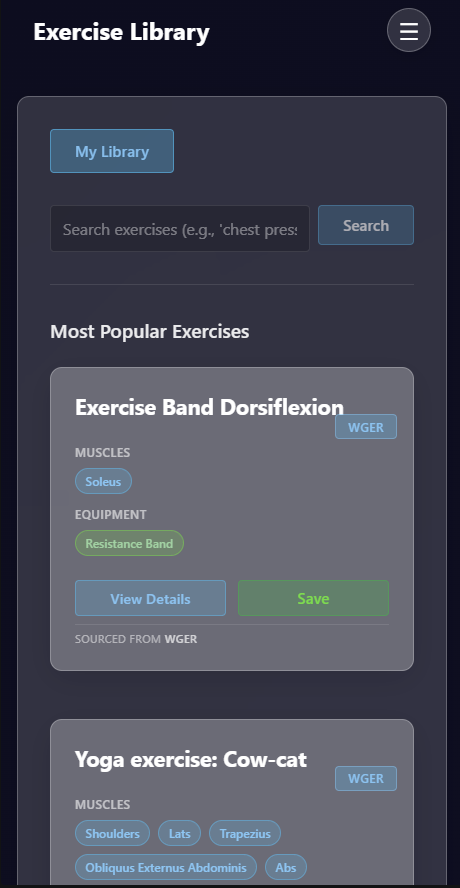 Exercise Library
My Library
Search exercises (e.g., 'chest press
Search
Most Popular Exercises
Exercise Band Dorsiflexion
WGER
MUSCLES
Soleus
EQUIPMENT
Resistance Band
View Details
Save
SOURCED FROM WGER
Yoga exercise: Cow-cat
WGER
MUSCLES
Shoulders Lats Trapezius
Obliquus Externus Abdominis Abs